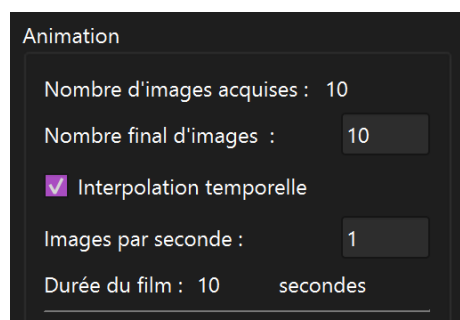 Animation
Nombre d'images acquises : 10
Nombre final d'images : 10
Interpolation temporelle
Images par seconde : 1
Durée du film : 10 secondes